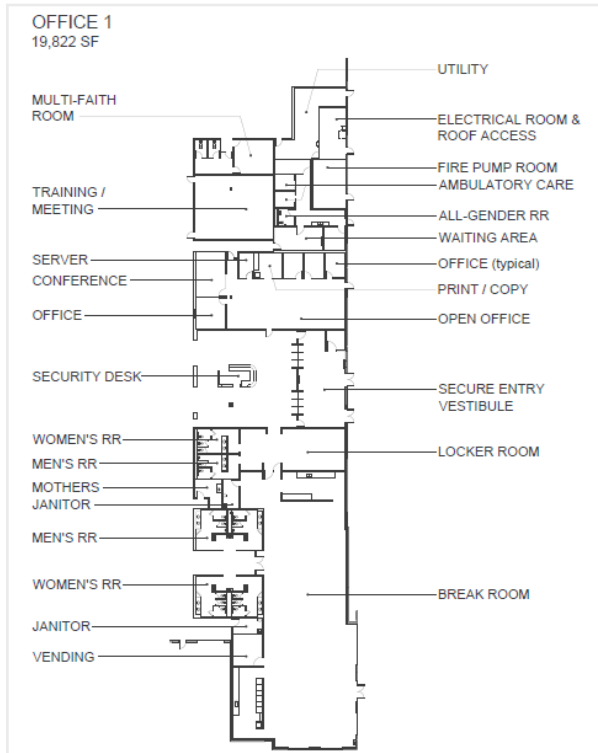 OFFICE 1
19,822 SF
MULTI-FAITH
ROOM
TRAINING /
MEETING
SERVER
CONFERENCE
OFFICE
SECURITY DESK
WOMEN'S RR
MEN'S RR
MOTHERS
JANITOR
MEN'S RR
WOMEN'S RR
JANITOR
VENDING
UTILITY
ELECTRICAL ROOM &
ROOF ACCESS
FIRE PUMP ROOM
AMBULATORY CARE
ALL-GENDER RR
WAITING AREA
OFFICE (typical)
PRINT / COPY
OPEN OFFICE
SECURE ENTRY
VESTIBULE
LOCKER ROOM
BREAK ROOM